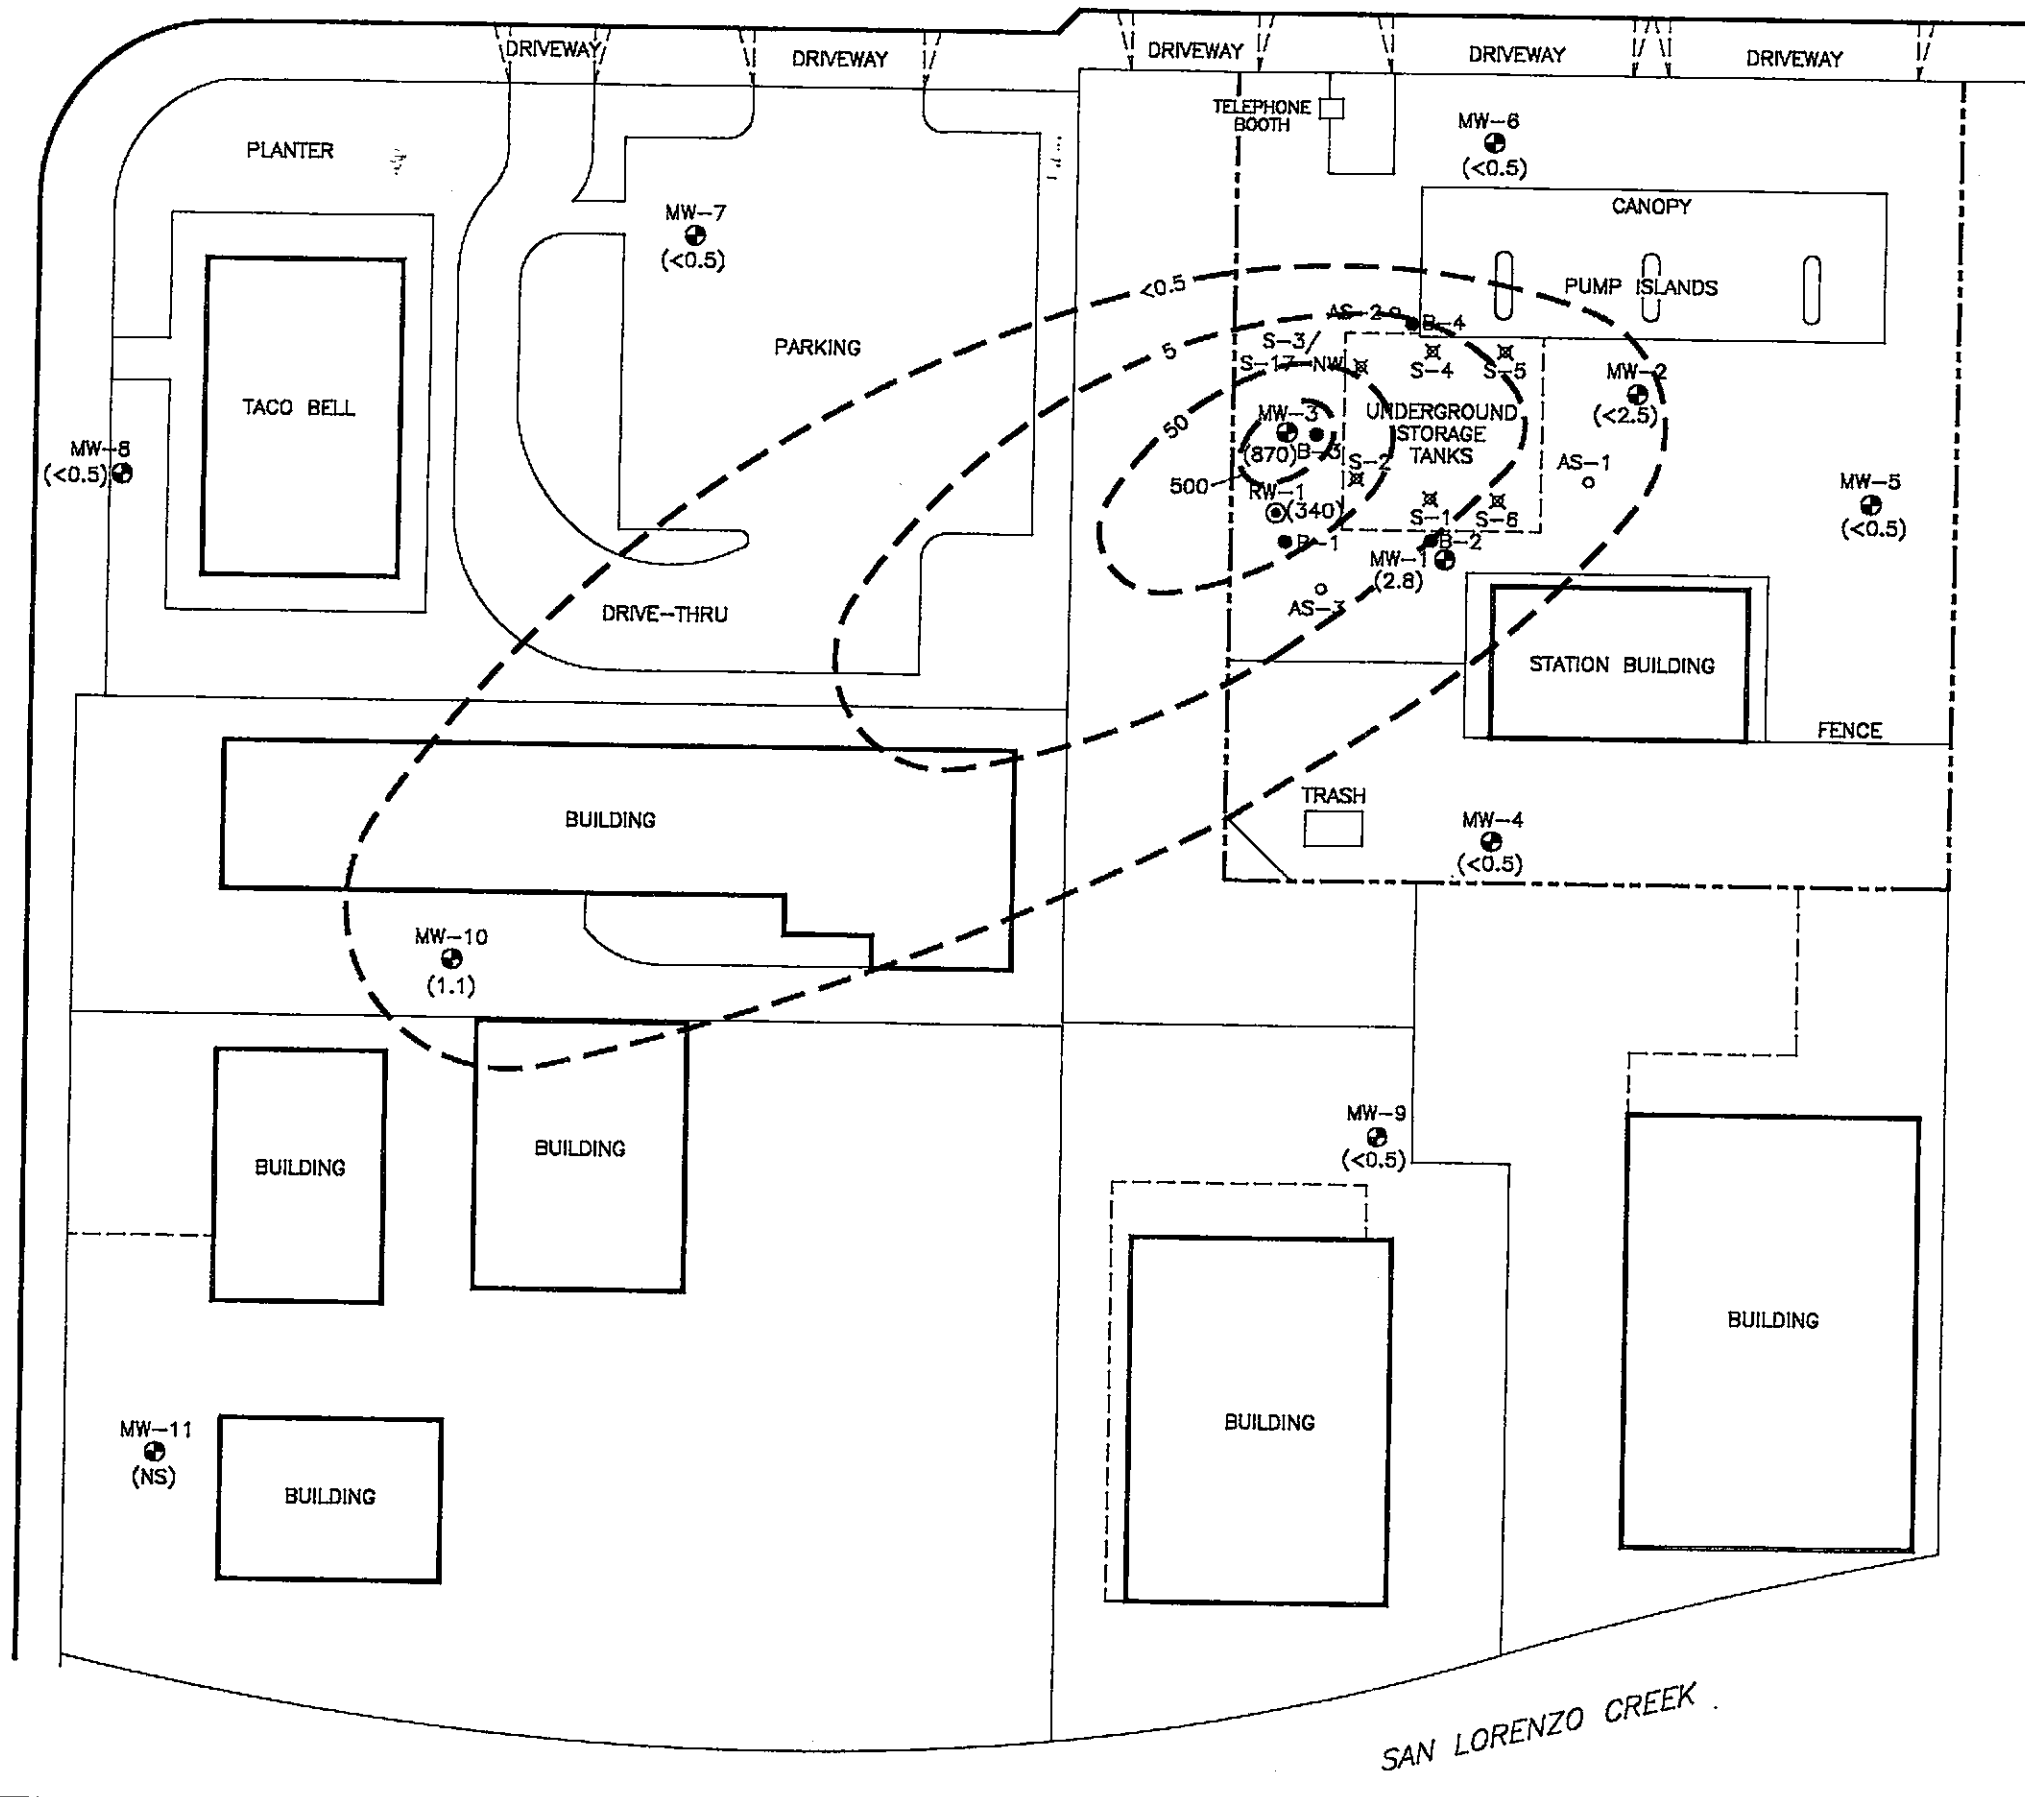 DRIVEWAY
DRIVEWAY
DRIVEWAY
DRIVEWAY
DRIVEWAY
TELEPHONE
BOOTH
MW-6
(<0.5)
PLANTER
MW-7
(<0.5)
CANOPY
PUMP ISLANDS
<0.5
AS-2
B-4
S-3/
S-17-NW
5
S-4
S-5
MW-2
(<2.5)
PARKING
TACO BELL
50
MW-3
(870)
B-3
UNDERGROUND
STORAGE
TANKS
S-2
AS-1
MW-8
(<0.5)
500
RW-1
(340)
S-1
S-6
MW-5
(<0.5)
B-1
B-2
MW-1
(2.8)
AS-3
DRIVE-THRU
STATION BUILDING
FENCE
TRASH
MW-4
(<0.5)
BUILDING
MW-10
(1.1)
BUILDING
BUILDING
MW-9
(<0.5)
BUILDING
BUILDING
MW-11
(NS)
BUILDING
SAN LORENZO CREEK